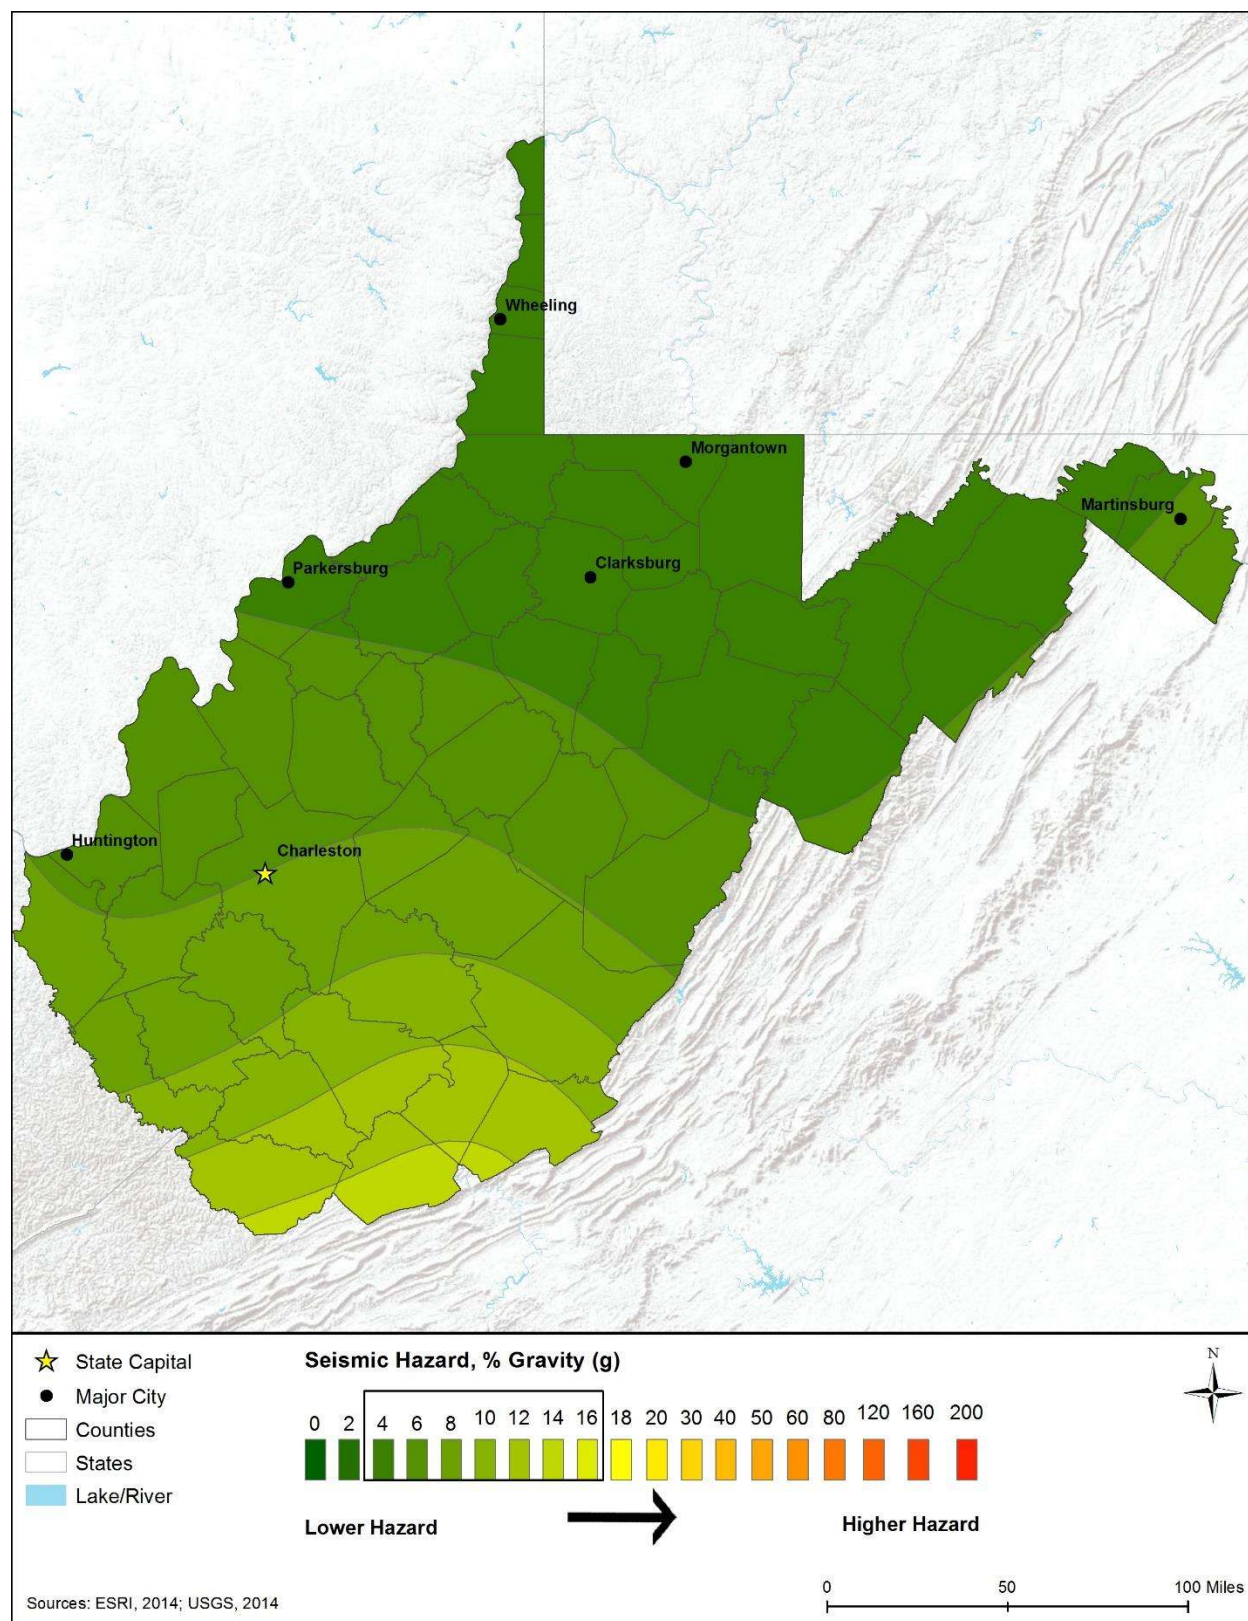 Wheeling
Morgantown
Martinsburg
Clarksburg
Parkersburg
Huntington
Charleston
State Capital
Major City
Counties
States
Lake/River
Seismic Hazard, % Gravity (g)
0 2 4 6 8 10 12 14 16 18 20 30 40 50 60 80 120 160 200
Lower Hazard
Higher Hazard
N
0 50 100 Miles
Sources: ESRI, 2014; USGS, 2014